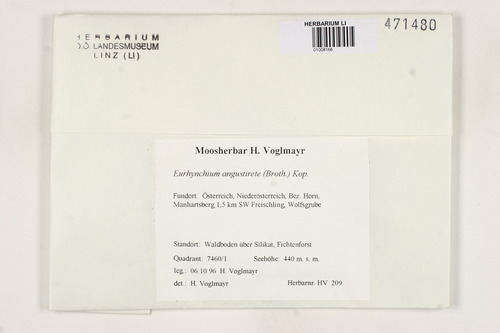 HERBARIUM
OÖ LANDESMUSEUM
LINZ (LI)
HERBARIUM LI
01008166
471480
Moosherbar H. Voglmayr
Eurhynchium angustirete (Broth.) Kop.
Fundort: Österreich, Niederösterreich, Bez. Horn,
Manhartsberg 1,5 km SW Freischling, Wolfsgrube
Standort: Waldboden über Silikat, Fichtenforst
Quadrant: 7460/1 Seehöhe: 440 m. s. m.
leg.: 06.10.96 H. Voglmayr
det.: H. Voglmayr Herbarnr. HV 209